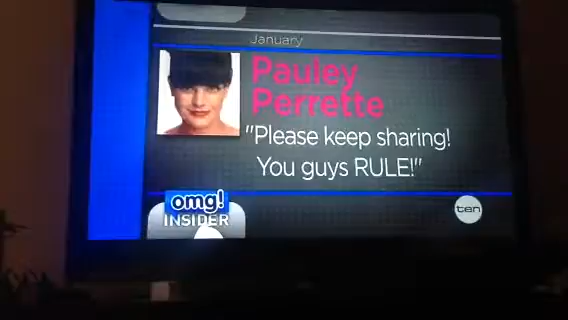 January
Pauley
Perrette
"Please keep sharing!
You guys RULE!"
omg!
INSIDER
ten